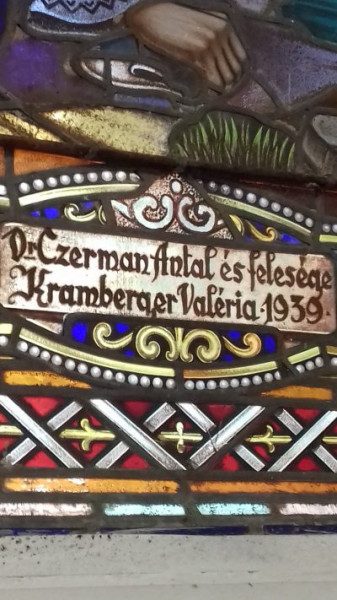 Dr Czerman Antal és felesége
Kramberger Valéria · 1939 ·